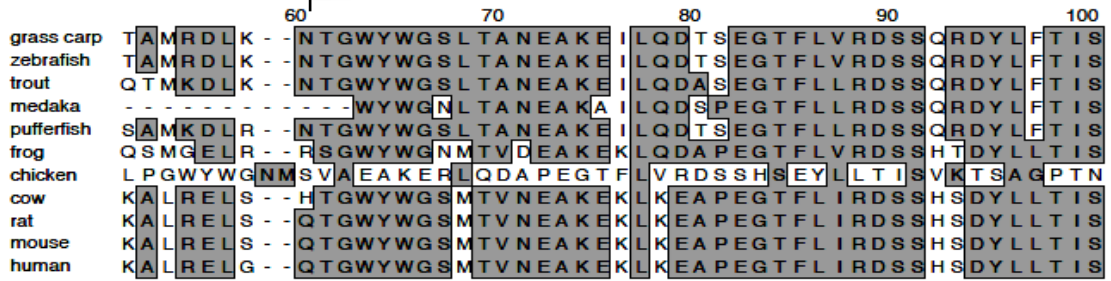 60 70 80 90 100
grass carp TAMRDLK--NTGWYWGSLTANEAKEILQDTSEGTFLVRDSSQRDYLFTIS
zebrafish TAMRDLK--NTGWYWGSLTANEAKEILQDTSEGTFLVRDSSQRDYLFTIS
trout QTMKDLK--NTGWYWGSLTANEAKEILQDASEGTFLLRDSSQRDYLFTIS
medaka ------------WYWGNLTANEAKAILQDSPEGTFLLRDSSQRDYLFTIS
pufferfish SAMKDLR--NTGWYWGSLTANEAKEILQDTSEGTFLLRDSSQRDYLFTIS
frog QSMGELR--RSGWYWGNMTVDEAKEKLQDAPEGTFLVRDSSHTDYLLTIS
chicken LPGWYWGNMSVAEAKERLQDAPEGTFLVRDSSHSEYLLTISVKTSAGPTN
cow KALRELS--HTGWYWGSMTVNEAKEKLKEAPEGTFLIRDSSHSDYLLTIS
rat KALRELS--QTGWYWGSMTVNEAKEKLKEAPEGTFLIRDSSHSDYLLTIS
mouse KALRELS--QTGWYWGSMTVNEAKEKLKEAPEGTFLIRDSSHSDYLLTIS
human KALRELG--QTGWYWGSMTVNEAKEKLKEAPEGTFLIRDSSHSDYLLTIS